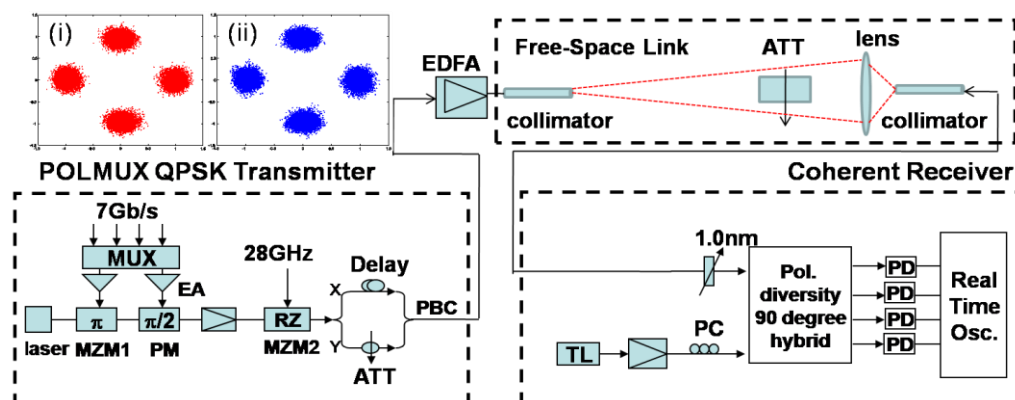 (i)
(ii)
POLMUX QPSK Transmitter
7Gb/s
MUX
EA
28GHz
Delay
X
Y
π
π/2
RZ
PBC
laser
MZM1
PM
MZM2
ATT
EDFA
Free-Space Link
ATT
lens
collimator
collimator
Coherent Receiver
1.0nm
Pol.
diversity
90 degree
hybrid
PD
PD
PD
PD
Real
Time
Osc.
PC
TL